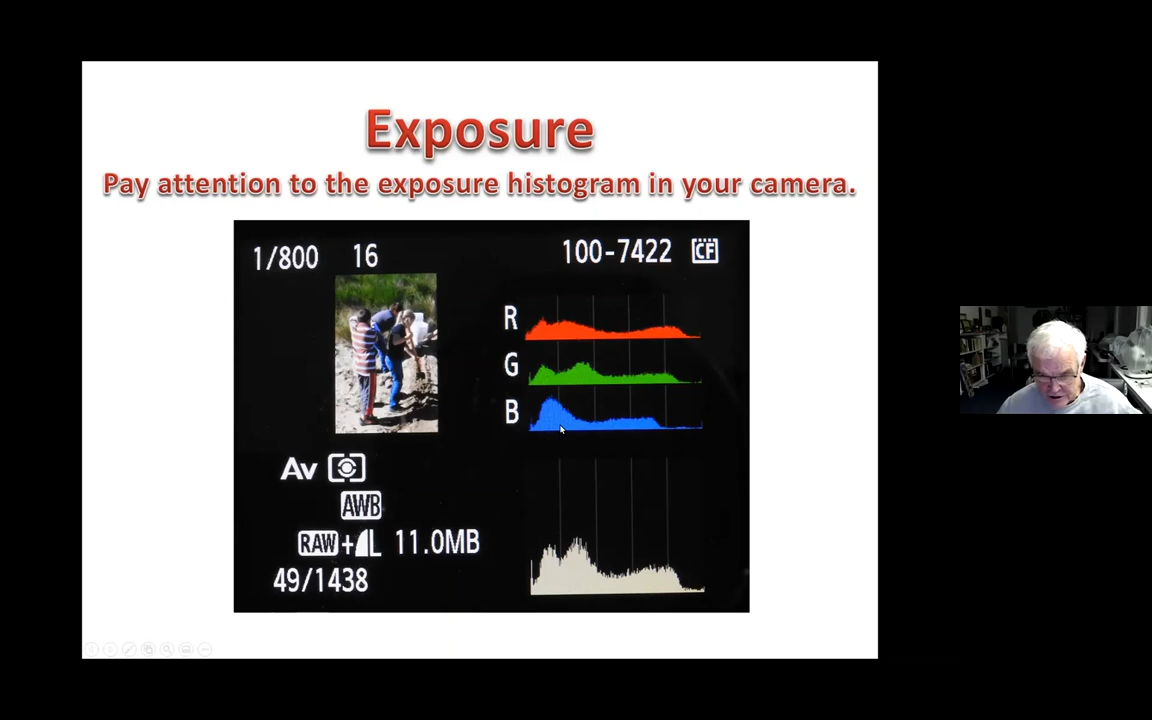 Exposure
Pay attention to the exposure histogram in your camera.
1/800 16 100-7422 CF
R
G
B
Av
AWB
RAW+L 11.0MB
49/1438